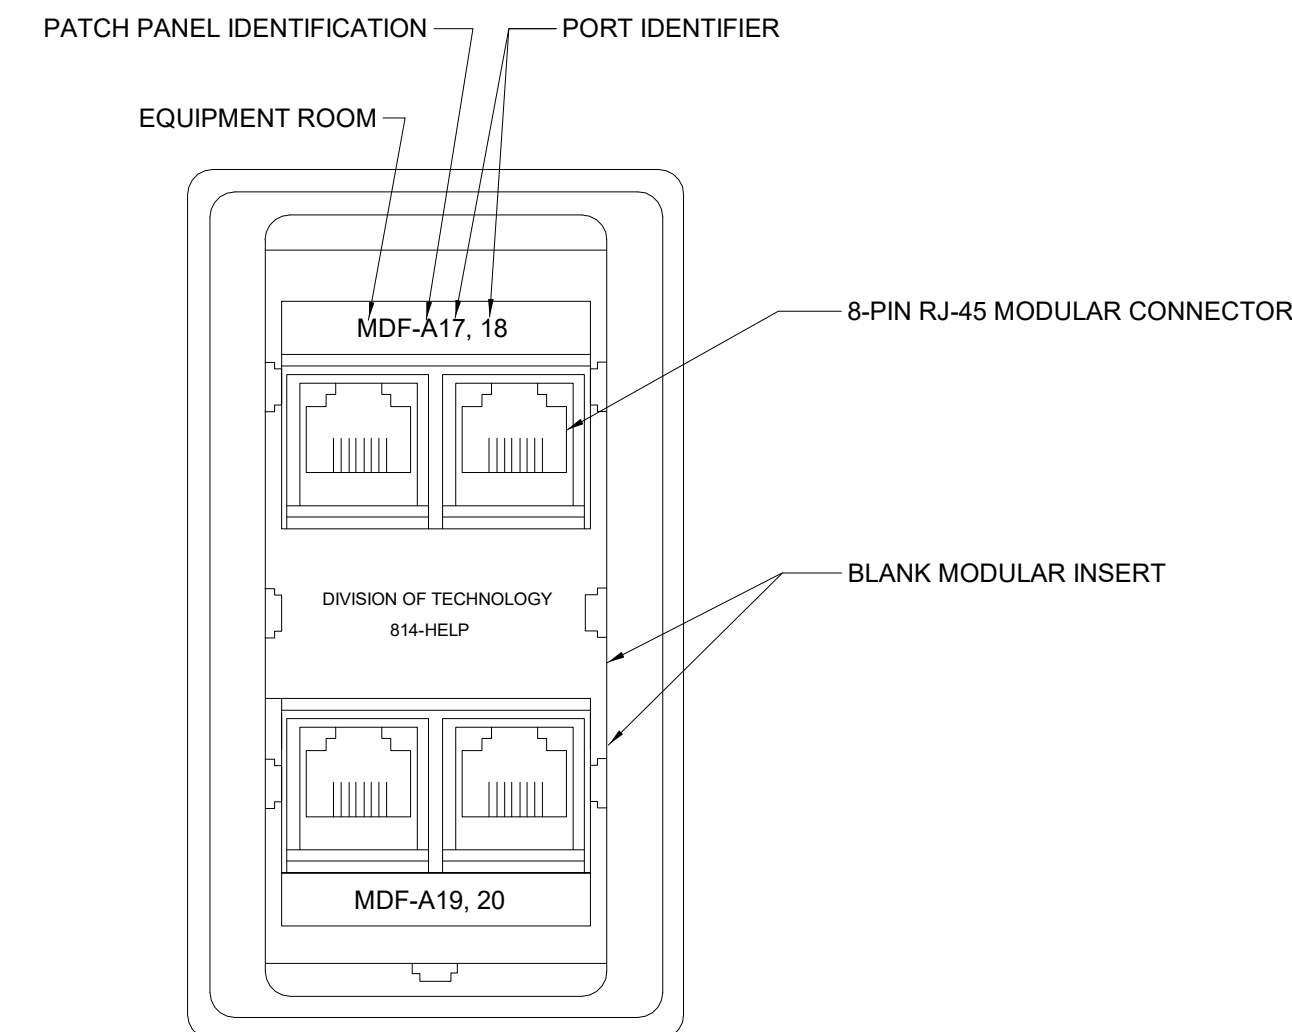 PATCH PANEL IDENTIFICATION
PORT IDENTIFIER
EQUIPMENT ROOM
MDF-A17, 18
8-PIN RJ-45 MODULAR CONNECTOR
BLANK MODULAR INSERT
DIVISION OF TECHNOLOGY
814-HELP
MDF-A19, 20